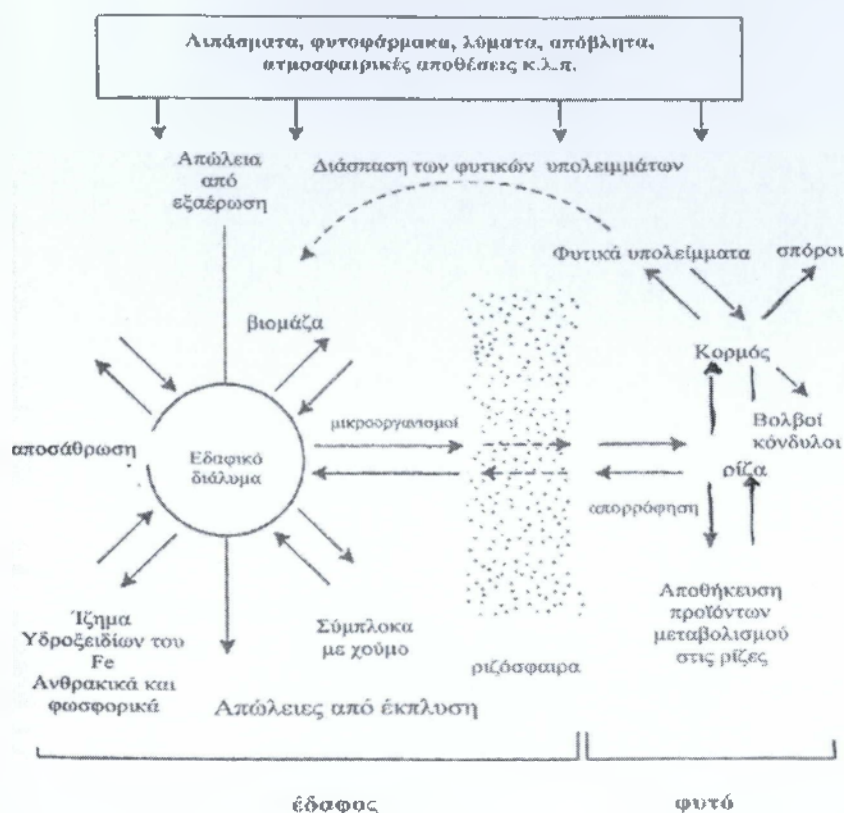 Λιπάσματα, φυτοφάρμακα, λύματα, απόβλητα,
ατμοσφαιρικές αποθέσεις κ.λ.π.
Απώλεια
από
εξαέρωση
Διάσπαση των φυτικών υπολειμμάτων
Φυτικά υπολείμματα
σπόροι
βιομάζα
Κορμός
μικροοργανισμοί
Βολβοί
κόνδυλοι
αποσάθρωση
Εδαφικό
διάλυμα
ρίζα
απορρόφηση
Ίζημα
Υδροξειδίων του
Fe
Ανθρακικά και
φωσφορικά
Σύμπλοκα
με χούμο
ριζόσφαιρα
Αποθήκευση
προϊόντων
μεταβολισμού
στις ρίζες
Απώλειες από έκπλυση
έδαφος
φυτό